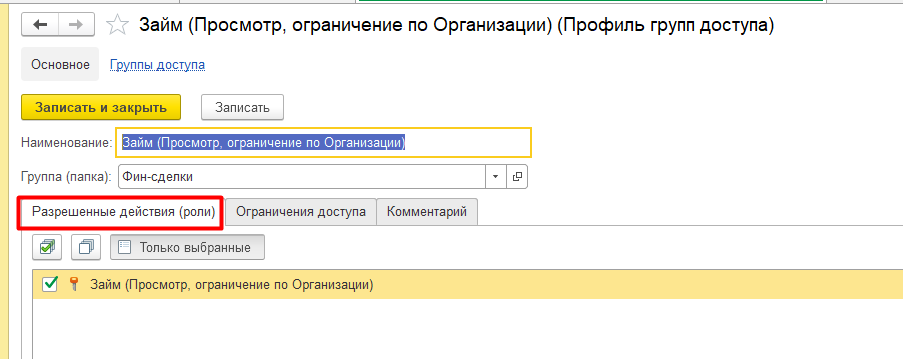 Займ (Просмотр, ограничение по Организации) (Профиль групп доступа)
Основное Группы доступа
Записать и закрыть Записать
Наименование: Займ (Просмотр, ограничение по Организации)
Группа (папка): Фин-сделки
Разрешенные действия (роли) Ограничения доступа Комментарий
Только выбранные
Займ (Просмотр, ограничение по Организации)